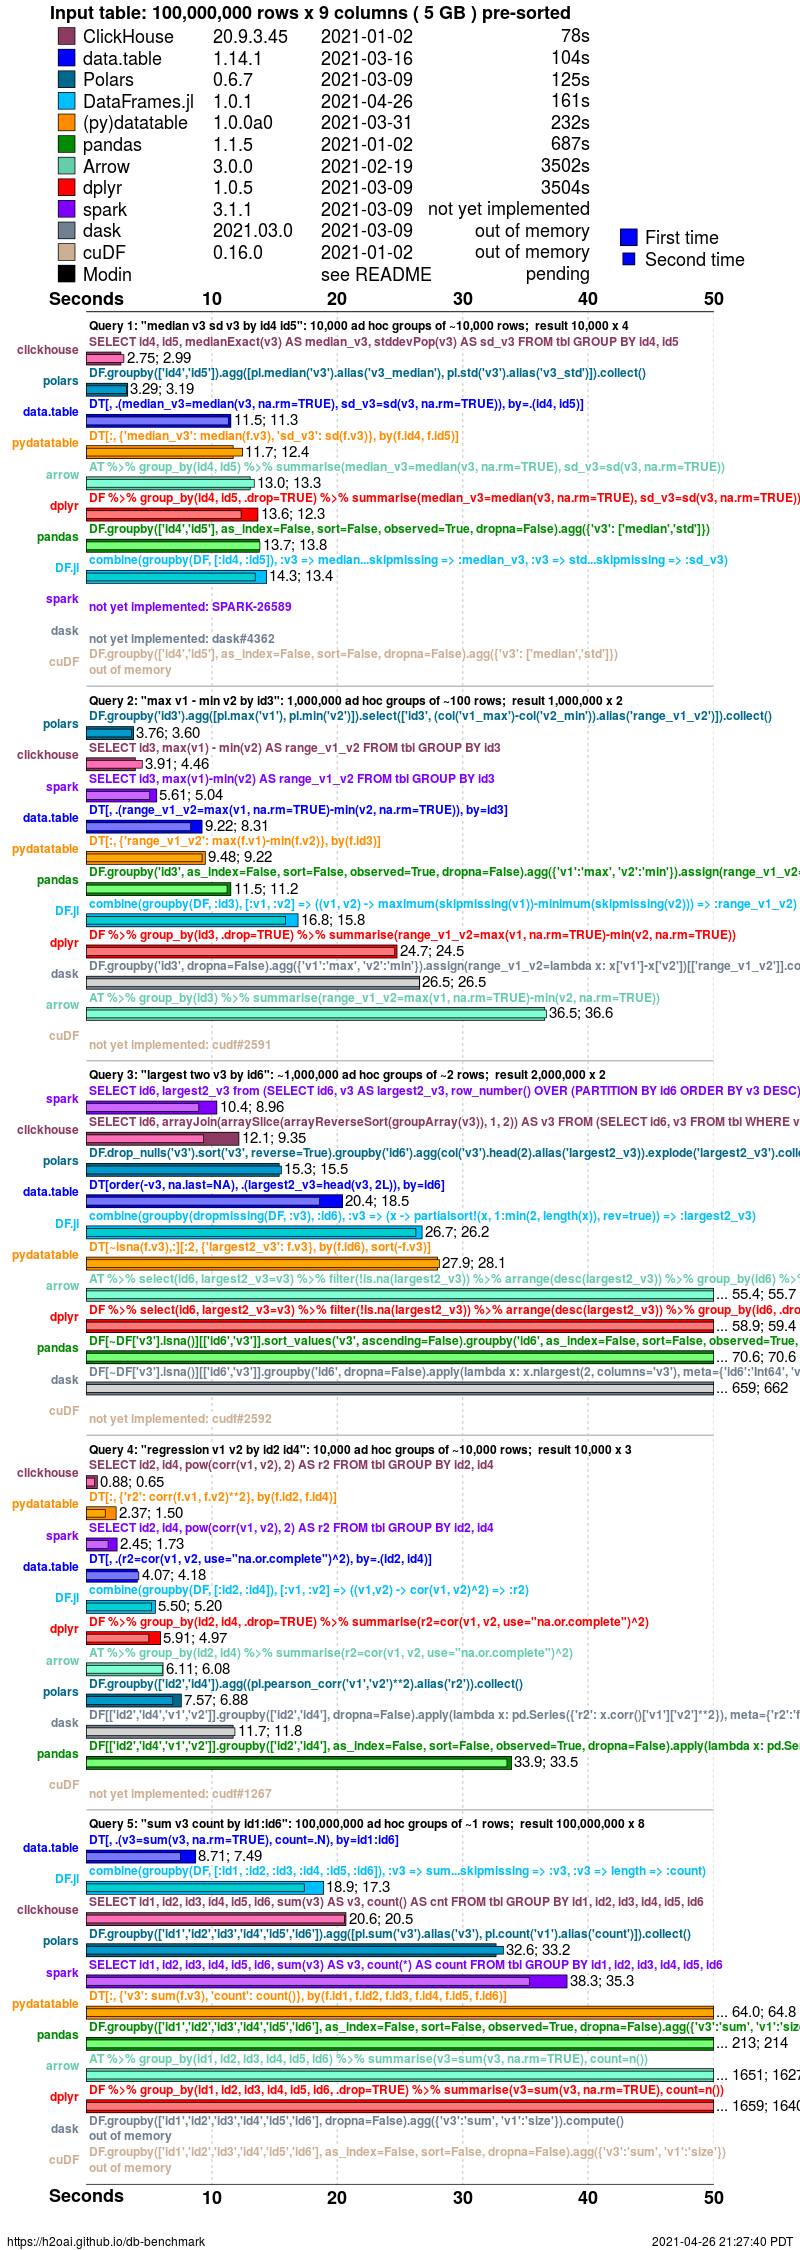 Input table: 100,000,000 rows x 9 columns ( 5 GB ) pre-sorted
ClickHouse 20.9.3.45 2021-01-02 78s
data.table 1.14.1 2021-03-16 104s
Polars 0.6.7 2021-03-09 125s
DataFrames.jl 1.0.1 2021-04-26 161s
(py)datatable 1.0.0a0 2021-03-31 232s
pandas 1.1.5 2021-01-02 687s
Arrow 3.0.0 2021-02-19 3502s
dplyr 1.0.5 2021-03-09 3504s
spark 3.1.1 2021-03-09 not yet implemented
dask 2021.03.0 2021-03-09 out of memory
cuDF 0.16.0 2021-01-02 out of memory
Modin see README pending
First time
Second time
Seconds 10 20 30 40 50
Query 1: "median v3 sd v3 by id4 id5": 10,000 ad hoc groups of ~10,000 rows; result 10,000 x 4
SELECT id4, id5, medianExact(v3) AS median_v3, stddevPop(v3) AS sd_v3 FROM tbl GROUP BY id4, id5
clickhouse 2.75; 2.99
DF.groupby(['id4','id5']).agg([pl.median('v3').alias('v3_median'), pl.std('v3').alias('v3_std')]).collect()
polars 3.29; 3.19
DT[, .(median_v3=median(v3, na.rm=TRUE), sd_v3=sd(v3, na.rm=TRUE)), by=.(id4, id5)]
data.table 11.5; 11.3
DT[:, {'median_v3': median(f.v3), 'sd_v3': sd(f.v3)}, by(f.id4, f.id5)]
pydatatable 11.7; 12.4
AT %>% group_by(id4, id5) %>% summarise(median_v3=median(v3, na.rm=TRUE), sd_v3=sd(v3, na.rm=TRUE))
arrow 13.0; 13.3
DF %>% group_by(id4, id5, .drop=TRUE) %>% summarise(median_v3=median(v3, na.rm=TRUE), sd_v3=sd(v3, na.rm=TRUE))
dplyr 13.6; 12.3
DF.groupby(['id4','id5'], as_index=False, sort=False, observed=True, dropna=False).agg({'v3': ['median','std']})
pandas 13.7; 13.8
combine(groupby(DF, [:id4, :id5]), :v3 => median...skipmissing => :median_v3, :v3 => std...skipmissing => :sd_v3)
DF.jl 14.3; 13.4
spark not yet implemented: SPARK-26589
dask not yet implemented: dask#4362
DF.groupby(['id4','id5'], as_index=False, sort=False, dropna=False).agg({'v3': ['median','std']})
cuDF out of memory
Query 2: "max v1 - min v2 by id3": 1,000,000 ad hoc groups of ~100 rows; result 1,000,000 x 2
DF.groupby('id3').agg([pl.max('v1'), pl.min('v2')]).select(['id3', (col('v1_max')-col('v2_min')).alias('range_v1_v2')]).collect()
polars 3.76; 3.60
SELECT id3, max(v1) - min(v2) AS range_v1_v2 FROM tbl GROUP BY id3
clickhouse 3.91; 4.46
SELECT id3, max(v1)-min(v2) AS range_v1_v2 FROM tbl GROUP BY id3
spark 5.61; 5.04
DT[, .(range_v1_v2=max(v1, na.rm=TRUE)-min(v2, na.rm=TRUE)), by=id3]
data.table 9.22; 8.31
DT[:, {'range_v1_v2': max(f.v1)-min(f.v2)}, by(f.id3)]
pydatatable 9.48; 9.22
DF.groupby('id3', as_index=False, sort=False, observed=True, dropna=False).agg({'v1':'max', 'v2':'min'}).assign(range_v1_v2=
pandas 11.5; 11.2
combine(groupby(DF, :id3), [:v1, :v2] => ((v1, v2) -> maximum(skipmissing(v1))-minimum(skipmissing(v2))) => :range_v1_v2)
DF.jl 16.8; 15.8
DF %>% group_by(id3, .drop=TRUE) %>% summarise(range_v1_v2=max(v1, na.rm=TRUE)-min(v2, na.rm=TRUE))
dplyr 24.7; 24.5
DF.groupby('id3', dropna=False).agg({'v1':'max', 'v2':'min'}).assign(range_v1_v2=lambda x: x['v1']-x['v2'])[['range_v1_v2']].co
dask 26.5; 26.5
AT %>% group_by(id3) %>% summarise(range_v1_v2=max(v1, na.rm=TRUE)-min(v2, na.rm=TRUE))
arrow 36.5; 36.6
cuDF not yet implemented: cudf#2591
Query 3: "largest two v3 by id6": ~1,000,000 ad hoc groups of ~2 rows; result 2,000,000 x 2
SELECT id6, largest2_v3 from (SELECT id6, v3 AS largest2_v3, row_number() OVER (PARTITION BY id6 ORDER BY v3 DESC)
spark 10.4; 8.96
SELECT id6, arrayJoin(arraySlice(arrayReverseSort(groupArray(v3)), 1, 2)) AS v3 FROM (SELECT id6, v3 FROM tbl WHERE v
clickhouse 12.1; 9.35
DF.drop_nulls('v3').sort('v3', reverse=True).groupby('id6').agg(col('v3').head(2).alias('largest2_v3')).explode('largest2_v3').colle
polars 15.3; 15.5
DT[order(-v3, na.last=NA), .(largest2_v3=head(v3, 2L)), by=id6]
data.table 20.4; 18.5
combine(groupby(dropmissing(DF, :v3), :id6), :v3 => (x -> partialsort!(x, 1:min(2, length(x)), rev=true)) => :largest2_v3)
DF.jl 26.7; 26.2
DT[~isna(f.v3),:][:2, {'largest2_v3': f.v3}, by(f.id6), sort(-f.v3)]
pydatatable 27.9; 28.1
AT %>% select(id6, largest2_v3=v3) %>% filter(!is.na(largest2_v3)) %>% arrange(desc(largest2_v3)) %>% group_by(id6) %>%
arrow ... 55.4; 55.7
DF %>% select(id6, largest2_v3=v3) %>% filter(!is.na(largest2_v3)) %>% arrange(desc(largest2_v3)) %>% group_by(id6, .dro
dplyr ... 58.9; 59.4
DF[~DF['v3'].isna()][['id6','v3']].sort_values('v3', ascending=False).groupby('id6', as_index=False, sort=False, observed=True,
pandas ... 70.6; 70.6
DF[~DF['v3'].isna()][['id6','v3']].groupby('id6', dropna=False).apply(lambda x: x.nlargest(2, columns='v3'), meta={'id6':'Int64', 'v
dask ... 659; 662
cuDF not yet implemented: cudf#2592
Query 4: "regression v1 v2 by id2 id4": 10,000 ad hoc groups of ~10,000 rows; result 10,000 x 3
SELECT id2, id4, pow(corr(v1, v2), 2) AS r2 FROM tbl GROUP BY id2, id4
clickhouse 0.88; 0.65
DT[:, {'r2': corr(f.v1, f.v2)**2}, by(f.id2, f.id4)]
pydatatable 2.37; 1.50
SELECT id2, id4, pow(corr(v1, v2), 2) AS r2 FROM tbl GROUP BY id2, id4
spark 2.45; 1.73
DT[, .(r2=cor(v1, v2, use="na.or.complete")^2), by=.(id2, id4)]
data.table 4.07; 4.18
combine(groupby(DF, [:id2, :id4]), [:v1, :v2] => ((v1,v2) -> cor(v1, v2)^2) => :r2)
DF.jl 5.50; 5.20
DF %>% group_by(id2, id4, .drop=TRUE) %>% summarise(r2=cor(v1, v2, use="na.or.complete")^2)
dplyr 5.91; 4.97
AT %>% group_by(id2, id4) %>% summarise(r2=cor(v1, v2, use="na.or.complete")^2)
arrow 6.11; 6.08
DF.groupby(['id2','id4']).agg((pl.pearson_corr('v1','v2')**2).alias('r2')).collect()
polars 7.57; 6.88
DF[['id2','id4','v1','v2']].groupby(['id2','id4'], dropna=False).apply(lambda x: pd.Series({'r2': x.corr()['v1']['v2']**2}), meta={'r2':'f
dask 11.7; 11.8
DF[['id2','id4','v1','v2']].groupby(['id2','id4'], as_index=False, sort=False, observed=True, dropna=False).apply(lambda x: pd.Se
pandas 33.9; 33.5
cuDF not yet implemented: cudf#1267
Query 5: "sum v3 count by id1:id6": 100,000,000 ad hoc groups of ~1 rows; result 100,000,000 x 8
DT[, .(v3=sum(v3, na.rm=TRUE), count=.N), by=id1:id6]
data.table 8.71; 7.49
combine(groupby(DF, [:id1, :id2, :id3, :id4, :id5, :id6]), :v3 => sum...skipmissing => :v3, :v3 => length => :count)
DF.jl 18.9; 17.3
SELECT id1, id2, id3, id4, id5, id6, sum(v3) AS v3, count() AS cnt FROM tbl GROUP BY id1, id2, id3, id4, id5, id6
clickhouse 20.6; 20.5
DF.groupby(['id1','id2','id3','id4','id5','id6']).agg([pl.sum('v3').alias('v3'), pl.count('v1').alias('count')]).collect()
polars 32.6; 33.2
SELECT id1, id2, id3, id4, id5, id6, sum(v3) AS v3, count(*) AS count FROM tbl GROUP BY id1, id2, id3, id4, id5, id6
spark 38.3; 35.3
DT[:, {'v3': sum(f.v3), 'count': count()}, by(f.id1, f.id2, f.id3, f.id4, f.id5, f.id6)]
pydatatable ... 64.0; 64.8
DF.groupby(['id1','id2','id3','id4','id5','id6'], as_index=False, sort=False, observed=True, dropna=False).agg({'v3':'sum', 'v1':'size
pandas ... 213; 214
AT %>% group_by(id1, id2, id3, id4, id5, id6) %>% summarise(v3=sum(v3, na.rm=TRUE), count=n())
arrow ... 1651; 1627
DF %>% group_by(id1, id2, id3, id4, id5, id6, .drop=TRUE) %>% summarise(v3=sum(v3, na.rm=TRUE), count=n())
dplyr ... 1659; 1640
DF.groupby(['id1','id2','id3','id4','id5','id6'], dropna=False).agg({'v3':'sum', 'v1':'size'}).compute()
dask out of memory
DF.groupby(['id1','id2','id3','id4','id5','id6'], as_index=False, sort=False, dropna=False).agg({'v3':'sum', 'v1':'size'})
cuDF out of memory
Seconds 10 20 30 40 50
https://h2oai.github.io/db-benchmark 2021-04-26 21:27:40 PDT